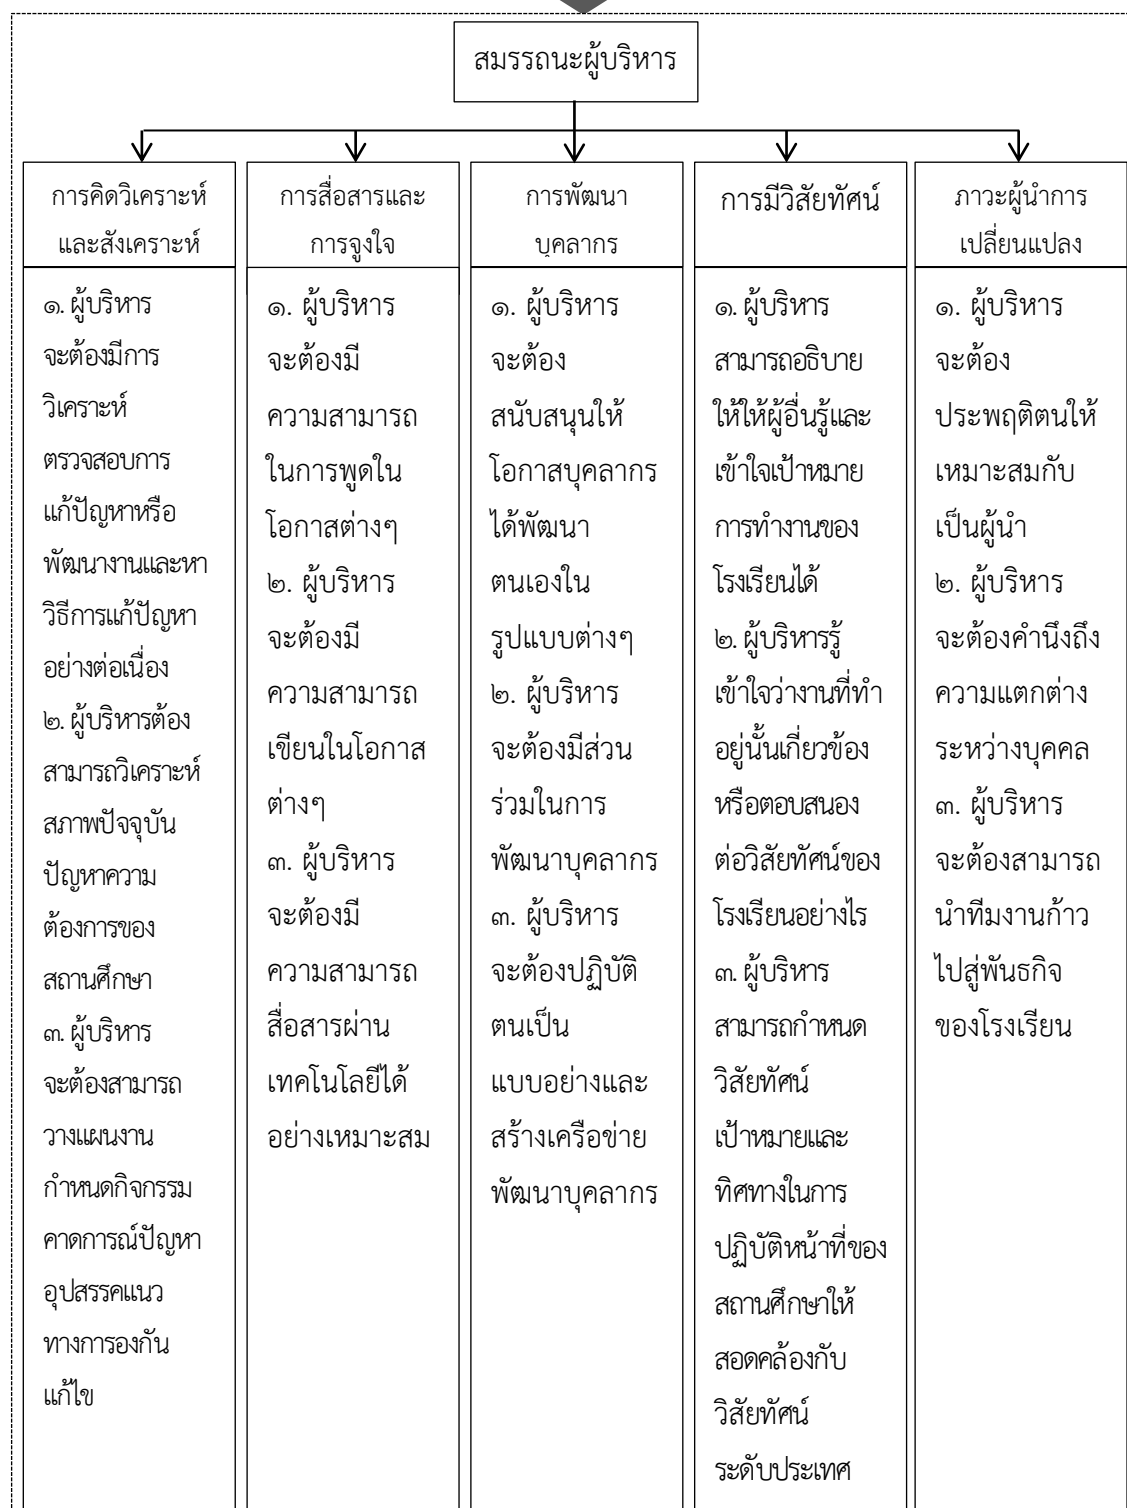 สมรรถนะผู้บริหาร
การคิดวิเคราะห์
และสังเคราะห์
๑. ผู้บริหาร
จะต้องมีการ
วิเคราะห์
ตรวจสอบการ
แก้ปัญหาหรือ
พัฒนางานและหา
วิธีการแก้ปัญหา
อย่างต่อเนื่อง
๒. ผู้บริหารต้อง
สามารถวิเคราะห์
สภาพปัจจุบัน
ปัญหาความ
ต้องการของ
สถานศึกษา
๓. ผู้บริหาร
จะต้องสามารถ
วางแผนงาน
กำหนดกิจกรรม
คาดการณ์ปัญหา
อุปสรรคแนว
ทางการองกัน
แก้ไข
การสื่อสารและ
การจูงใจ
๑. ผู้บริหาร
จะต้องมี
ความสามารถ
ในการพูดใน
โอกาสต่างๆ
๒. ผู้บริหาร
จะต้องมี
ความสามารถ
เขียนในโอกาส
ต่างๆ
๓. ผู้บริหาร
จะต้องมี
ความสามารถ
สื่อสารผ่าน
เทคโนโลยีได้
อย่างเหมาะสม
การพัฒนา
บุคลากร
๑. ผู้บริหาร
จะต้อง
สนับสนุนให้
โอกาสบุคลากร
ได้พัฒนา
ตนเองใน
รูปแบบต่างๆ
๒. ผู้บริหาร
จะต้องมีส่วน
ร่วมในการ
พัฒนาบุคลากร
๓. ผู้บริหาร
จะต้องปฏิบัติ
ตนเป็น
แบบอย่างและ
สร้างเครือข่าย
พัฒนาบุคลากร
การมีวิสัยทัศน์
๑. ผู้บริหาร
สามารถอธิบาย
ให้ให้ผู้อื่นรู้และ
เข้าใจเป้าหมาย
การทำงานของ
โรงเรียนได้
๒. ผู้บริหารรู้
เข้าใจว่างานที่ทำ
อยู่นั้นเกี่ยวข้อง
หรือตอบสนอง
ต่อวิสัยทัศน์ของ
โรงเรียนอย่างไร
๓. ผู้บริหาร
สามารถกำหนด
วิสัยทัศน์
เป้าหมายและ
ทิศทางในการ
ปฏิบัติหน้าที่ของ
สถานศึกษาให้
สอดคล้องกับ
วิสัยทัศน์
ระดับประเทศ
ภาวะผู้นำการ
เปลี่ยนแปลง
๑. ผู้บริหาร
จะต้อง
ประพฤติตนให้
เหมาะสมกับ
เป็นผู้นำ
๒. ผู้บริหาร
จะต้องคำนึงถึง
ความแตกต่าง
ระหว่างบุคคล
๓. ผู้บริหาร
จะต้องสามารถ
นำทีมงานก้าว
ไปสู่พันธกิจ
ของโรงเรียน